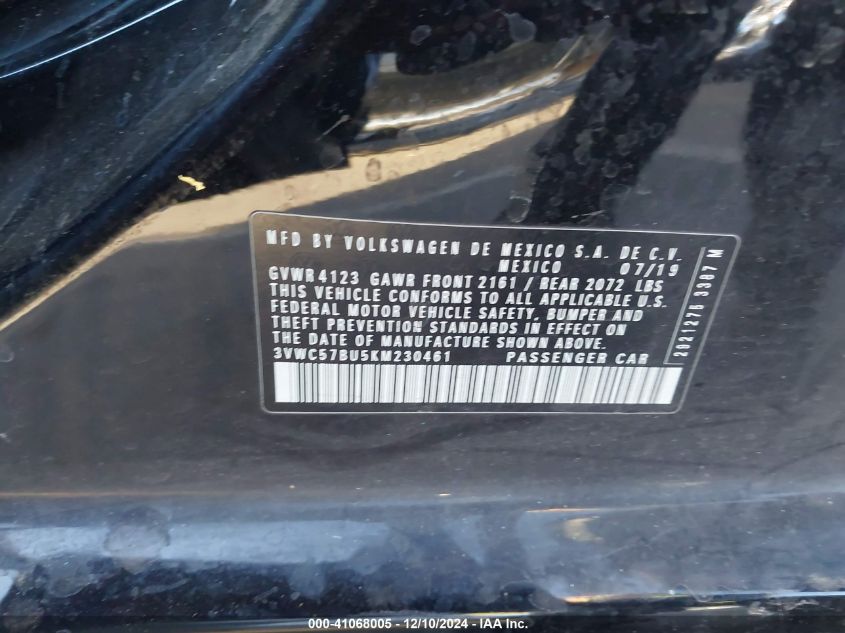 MFD BY VOLKSWAGEN DE MEXICO S.A. DE C.V.
MEXICO 07/19
GVWR 4123 GAWR FRONT 2161 / REAR 2072 LBS
THIS VEHICLE CONFORMS TO ALL APPLICABLE U.S.
FEDERAL MOTOR VEHICLE SAFETY, BUMPER AND
THEFT PREVENTION STANDARDS IN EFFECT ON
THE DATE OF MANUFACTURE SHOWN ABOVE.
3VWC57BU5KM230461 PASSENGER CAR
2921276 3387 M
000-41068005 - 12/10/2024 - IAA Inc.